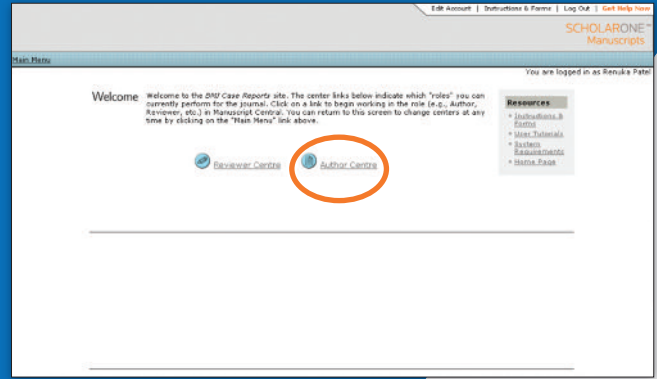 Edit Account | Instructions & Forms | Log Out | Get Help Now
SCHOLARONE™
Manuscripts
Main Menu
You are logged in as Renuka Patel
Welcome
Welcome to the BMJ Case Reports site. The center links below indicate which "roles" you can
currently perform for the journal. Click on a link to begin working in the role (e.g., Author,
Reviewer, etc.) in Manuscript Central. You can return to this screen to change centers at any
time by clicking on the "Main Menu" link above.
Resources
Instructions &
Forms
User Tutorials
System
Requirements
Home Page
Reviewer Centre
Author Centre